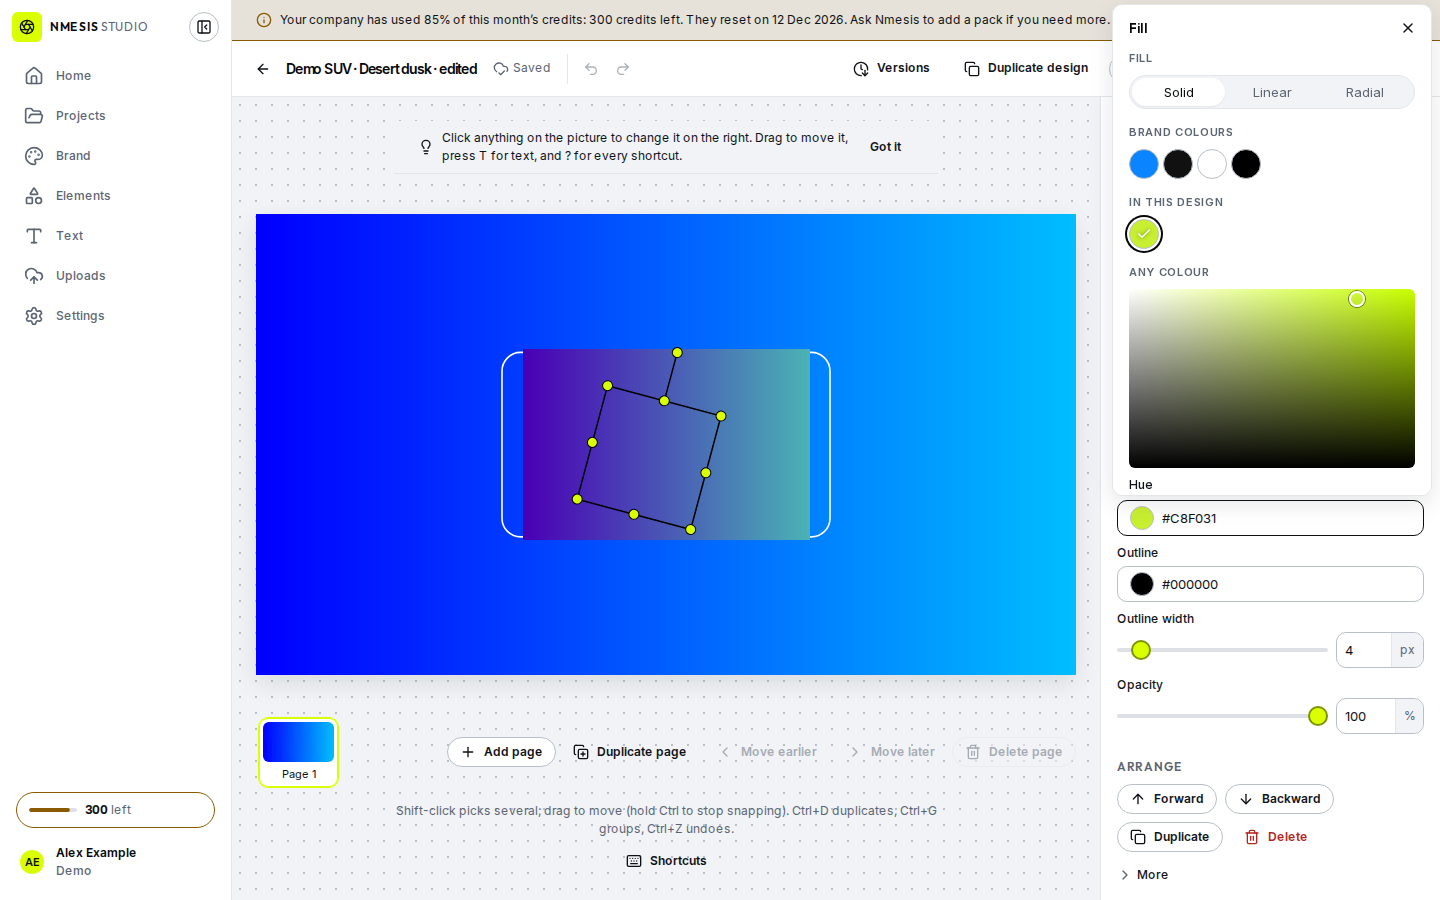 NMESIS STUDIO
Home
Projects
Brand
Elements
Text
Uploads
Settings
300 left
AE
Alex Example
Demo
Your company has used 85% of this month’s credits: 300 credits left. They reset on 12 Dec 2026. Ask Nmesis to add a pack if you need more.
Demo SUV · Desert dusk · edited
Saved
Versions
Duplicate design
Click anything on the picture to change it on the right. Drag to move it,
press T for text, and ? for every shortcut.
Got it
Page 1
Add page
Duplicate page
Move earlier
Move later
Delete page
Shift-click picks several; drag to move (hold Ctrl to stop snapping). Ctrl+D duplicates, Ctrl+G
groups, Ctrl+Z undoes.
Shortcuts
Fill
FILL
Solid
Linear
Radial
BRAND COLOURS
IN THIS DESIGN
ANY COLOUR
Hue
#C8F031
Outline
#000000
Outline width
4 px
Opacity
100 %
ARRANGE
Forward
Backward
Duplicate
Delete
More